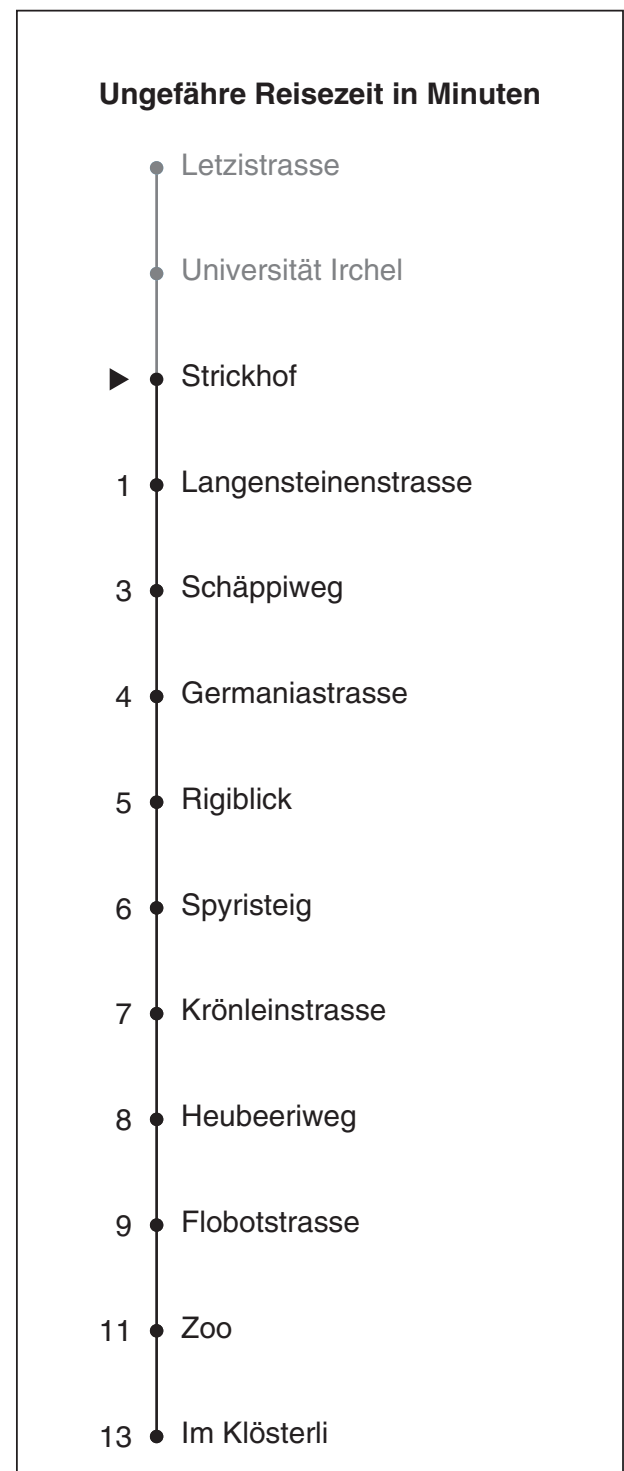 Ungefähre Reisezeit in Minuten
Letzistrasse
Universität Irchel
Strickhof
1 Langensteinenstrasse
3 Schäppiweg
4 Germaniastrasse
5 Rigiblick
6 Spyristeig
7 Krönleinstrasse
8 Heubeeriweg
9 Flobotstrasse
11 Zoo
13 Im Klösterli